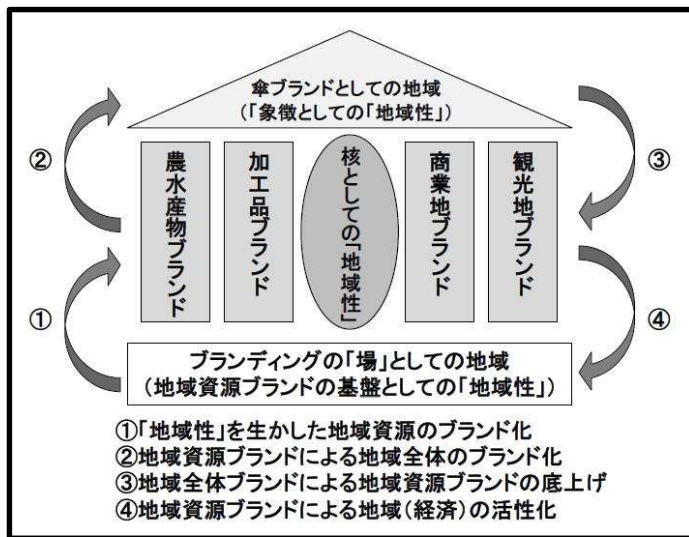 傘ブランドとしての地域
(「象徴としての「地域性」)
②
③
農水産物ブランド
加工品ブランド
核としての「地域性」
商業地ブランド
観光地ブランド
①
④
ブランディングの「場」としての地域
(地域資源ブランドの基盤としての「地域性」)
①「地域性」を生かした地域資源のブランド化
②地域資源ブランドによる地域全体のブランド化
③地域全体ブランドによる地域資源ブランドの底上げ
④地域資源ブランドによる地域(経済)の活性化